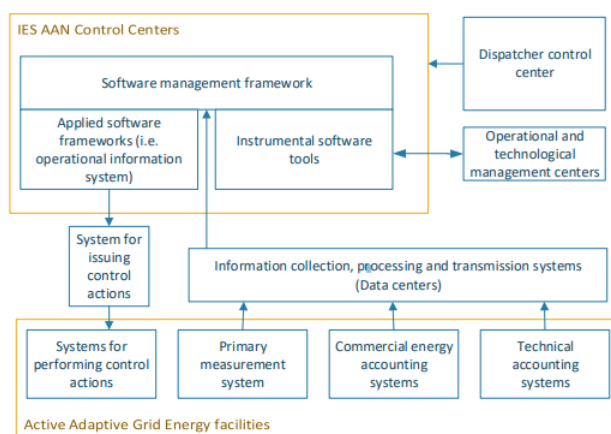 IES AAN Control Centers
Software management framework
Dispatcher control
center
Applied software
frameworks (i.e.
operational information
system)
Instrumental software
tools
Operational and
technological
management centers
System for
issuing
control
actions
Information collection, processing and transmission systems
(Data centers)
Systems for
performing control
actions
Primary
measurement
system
Commercial energy
accounting
systems
Technical
accounting
systems
Active Adaptive Grid Energy facilities